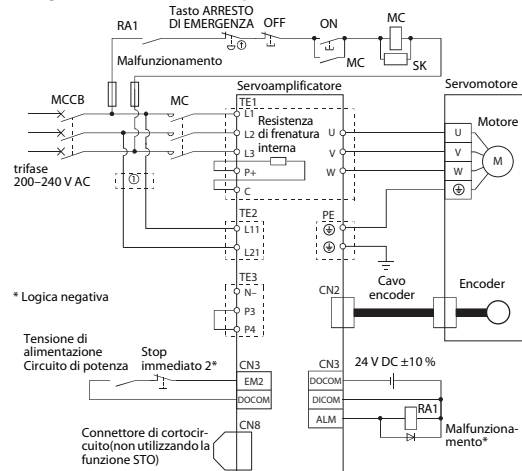 Tasto ARRESTO
DI EMERGENZA
RA1
OFF
ON
MC
MC
SK
Malfunzionamento
Servoamplificatore
Servomotore
MCCB
MC
TE1
L1
L2
L3
P+
C
Resistenza
di frenatura
interna
U
V
W
U
V
W
Motore
M
trifase
200–240 V AC
①
①
TE2
L11
L21
PE
* Logica negativa
TE3
N–
P3
P4
CN2
Cavo
encoder
Encoder
Tensione di
alimentazione
Circuito di potenza
Stop
immediato 2*
CN3
EM2
DOCOM
CN3
DOCOM
DICOM
ALM
24 V DC ±10 %
RA1
Malfunziona-
mento*
CN8
Connettore di cortocir-
cuito(non utilizzando la
funzione STO)